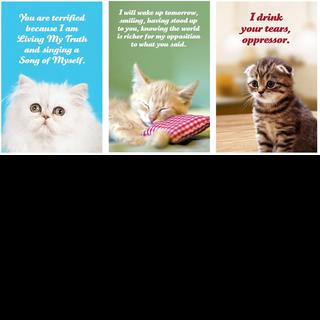 You are terrified
because I am
Living My Truth
and singing a
Song of Myself.
I will wake up tomorrow,
smiling, having stood up
to you, knowing the world
is richer for my opposition
to what you said.
I drink
your tears,
oppressor.